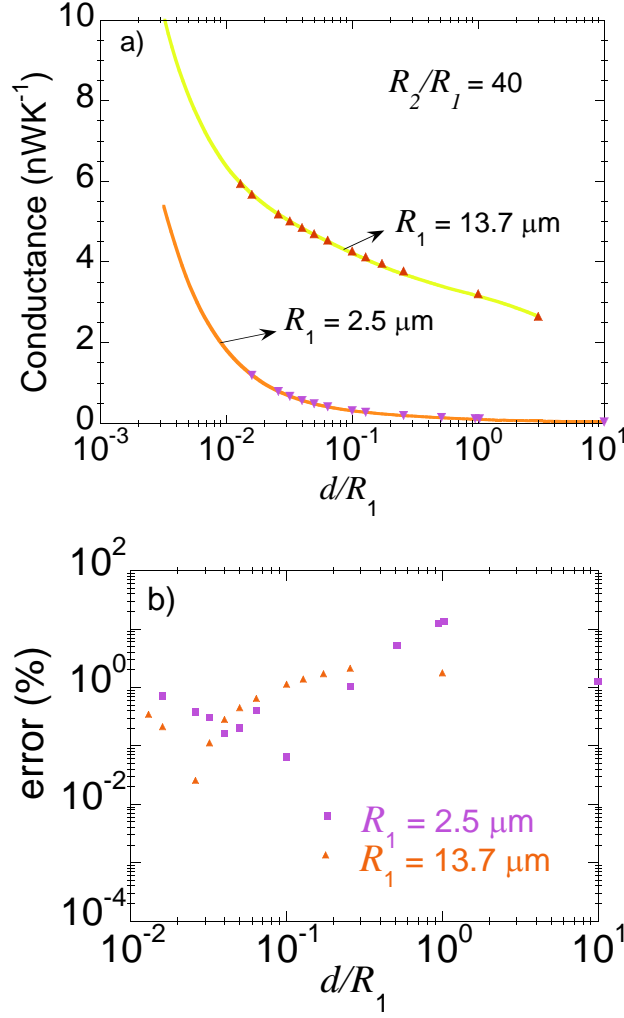 a)
Conductance (nWK⁻¹)
10
8
6
4
2
0
R₂/R₁ = 40
R₁ = 13.7 μm
R₁ = 2.5 μm
10⁻³ 10⁻² 10⁻¹ 10⁰ 10¹
d/R₁
b)
error (%)
10²
10⁰
10⁻²
10⁻⁴
R₁ = 2.5 μm
R₁ = 13.7 μm
10⁻² 10⁻¹ 10⁰ 10¹
d/R₁